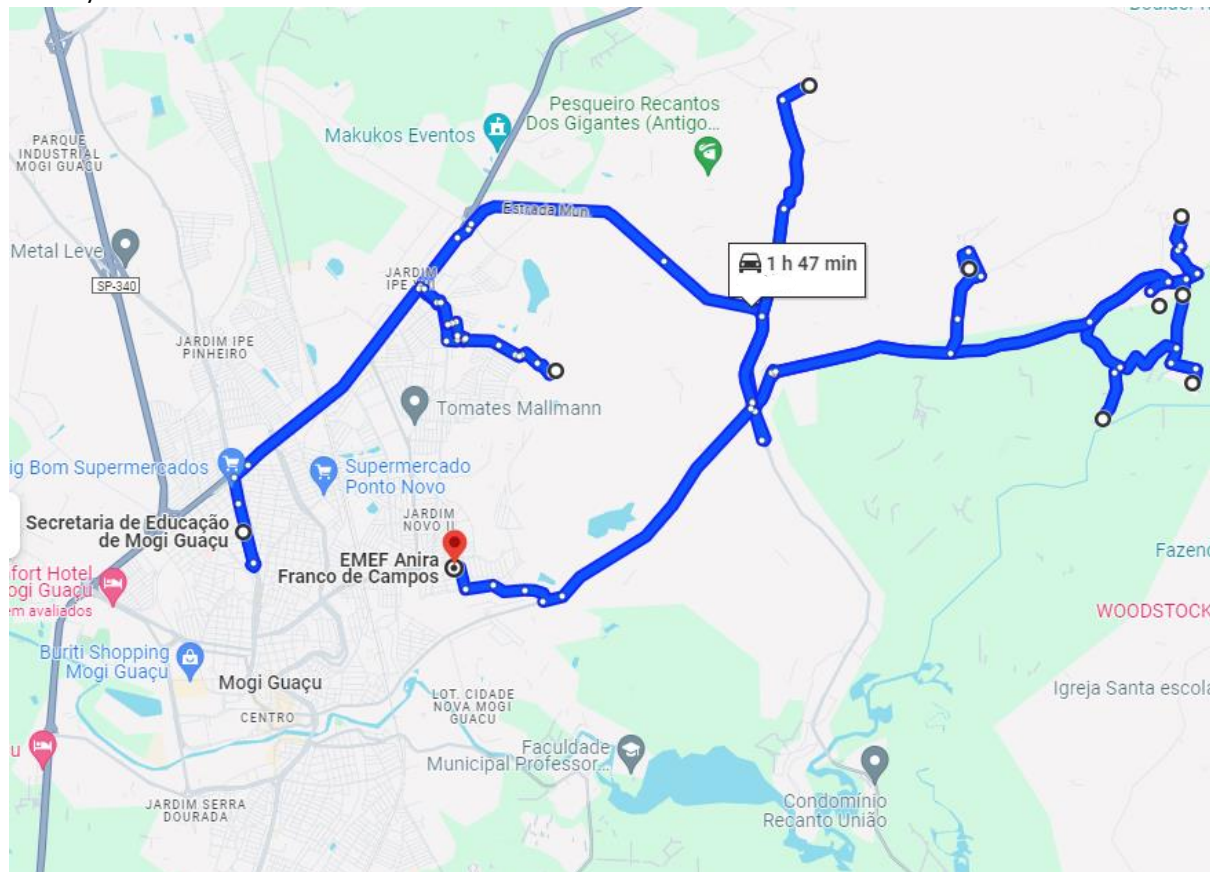 PARQUE
INDUSTRIAL
MOGI GUAÇU
Makukos Eventos
Pesqueiro Recantos
Dos Gigantes (Antigo...
Estrada Mun
Metal Leve
SP-340
JARDIM
1 h 47 min
JARDIM IPE
PINHEIRO
Tomates Mallmann
ig Bom Supermercados
Supermercado
Ponto Novo
Secretaria de Educação
de Mogi Guaçu
JARDIM
NOVO II
EMEF Anira
Franco de Campos
nfort Hotel
ogi Guaçu
em avaliados
Fazend
WOODSTOCK
Buriti Shopping
Mogi Guaçu
Mogi Guaçu
CENTRO
LOT. CIDADE
NOVA MOGI
GUACU
Igreja Santa escola
u
Faculdade
Municipal Professor...
JARDIM SERRA
DOURADA
Condomínio
Recanto União